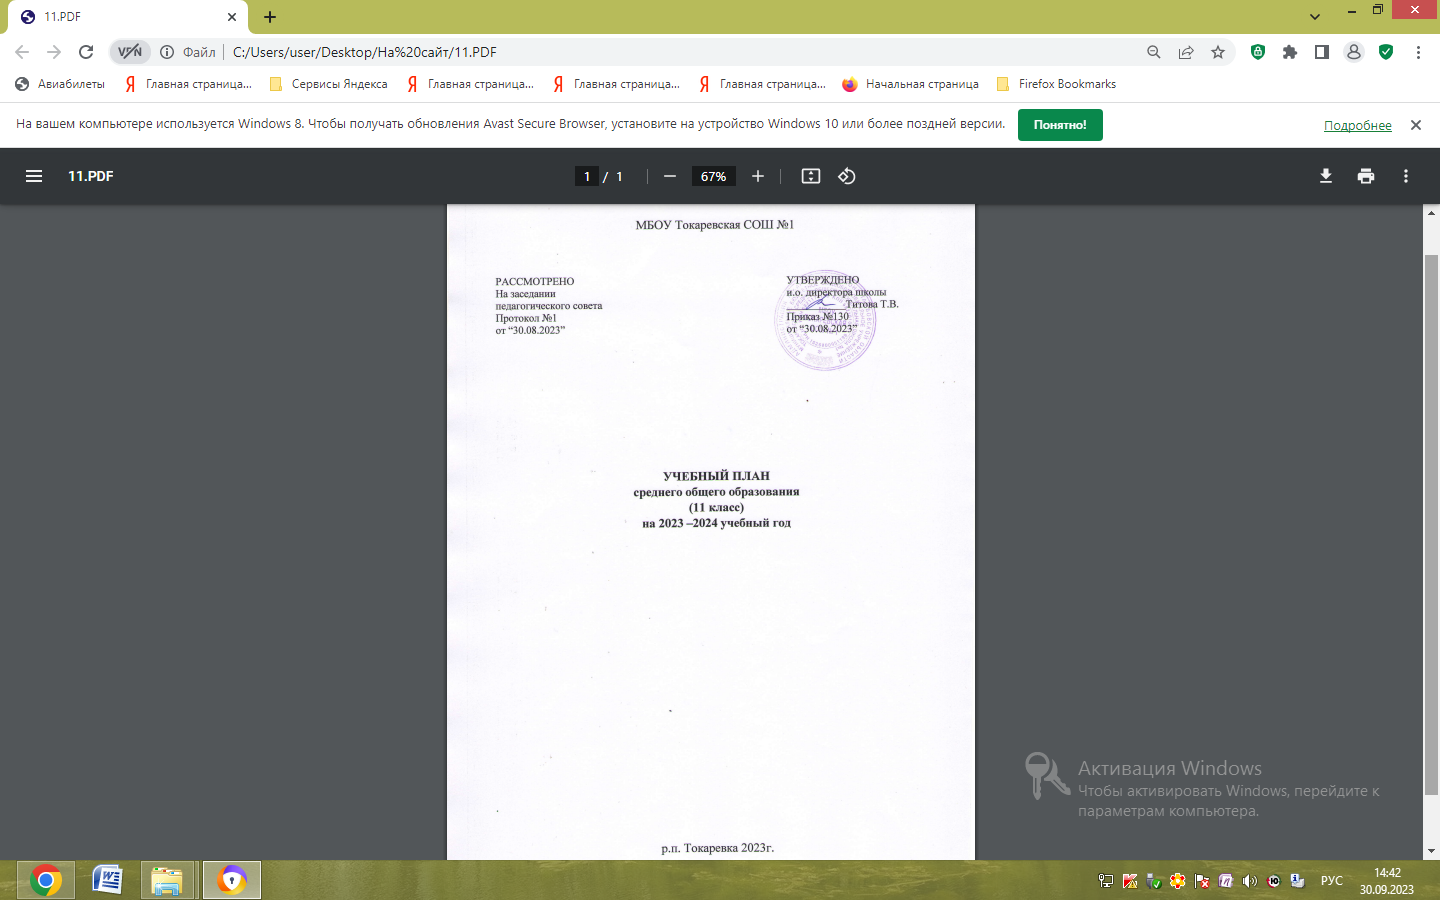 11.PDF
VPN
Файл
C:/Users/user/Desktop/На%20сайт/11.PDF
Авиабилеты
Главная страница...
Сервисы Яндекса
Главная страница...
Главная страница...
Главная страница...
Начальная страница
Firefox Bookmarks
На вашем компьютере используется Windows 8. Чтобы получать обновления Avast Secure Browser, установите на устройство Windows 10 или более поздней версии.
Понятно!
Подробнее
11.PDF
1 / 1
67%
МБОУ Токаревская СОШ №1
РАССМОТРЕНО
На заседании
педагогического совета
Протокол №1
от “30.08.2023”
УТВЕРЖДЕНО
и.о. директора школы
Титова Т.В.
Приказ №130
от “30.08.2023”
УЧЕБНЫЙ ПЛАН
среднего общего образования
(11 класс)
на 2023 –2024 учебный год
р.п. Токаревка 2023г.
Активация Windows
Чтобы активировать Windows, перейдите к
параметрам компьютера.
РУС
14:42
30.09.2023